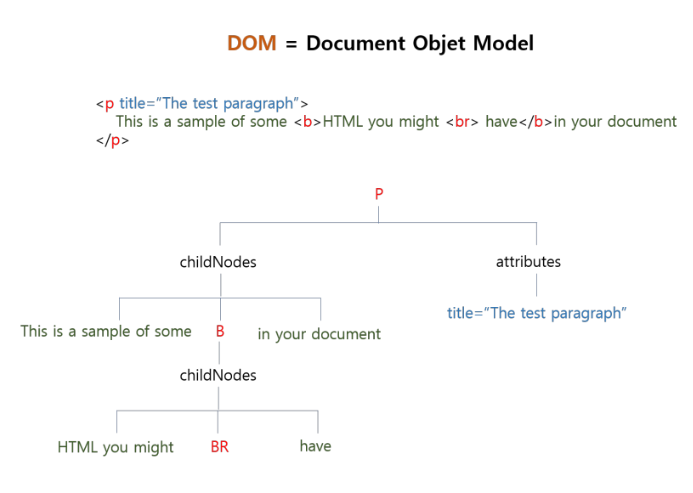 DOM = Document Objet Model
<p title="The test paragraph">
This is a sample of some <b>HTML you might <br> have</b>in your document
</p>
P
childNodes attributes
title="The test paragraph"
This is a sample of some B in your document
childNodes
HTML you might BR have